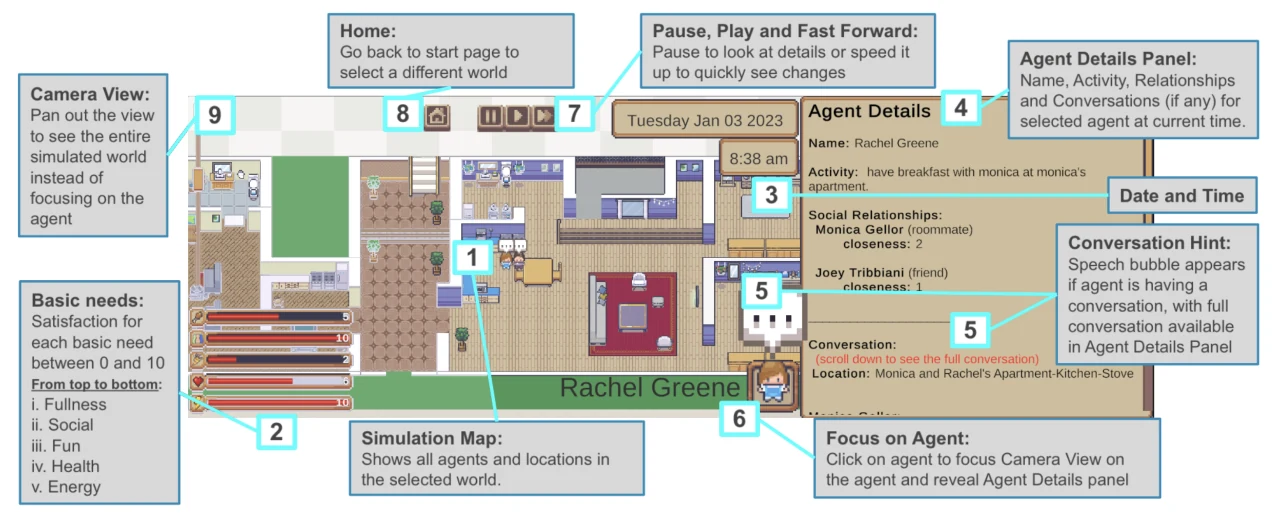 Home:
Go back to start page to
select a different world
Pause, Play and Fast Forward:
Pause to look at details or speed it
up to quickly see changes
Agent Details Panel:
Name, Activity, Relationships
and Conversations (if any) for
selected agent at current time.
Camera View:
Pan out the view
to see the entire
simulated world
instead of
focusing on the
agent
9
8
7
4
Tuesday Jan 03 2023
8:38 am
3
Agent Details
Name: Rachel Greene
Activity: have breakfast with monica at monica's
apartment.
Social Relationships:
Monica Gellor (roommate)
closeness: 2
Joey Tribbiani (friend)
closeness: 1
Conversation:
(scroll down to see the full conversation)
Location: Monica and Rachel's Apartment-Kitchen-Stove
Date and Time
Conversation Hint:
Speech bubble appears
if agent is having a
conversation, with full
conversation available
in Agent Details Panel
1
5
5
Basic needs:
Satisfaction for
each basic need
between 0 and 10
From top to bottom:
i. Fullness
ii. Social
iii. Fun
iv. Health
v. Energy
5
10
2
10
Rachel Greene
2
6
Simulation Map:
Shows all agents and locations in
the selected world.
Focus on Agent:
Click on agent to focus Camera View on
the agent and reveal Agent Details panel